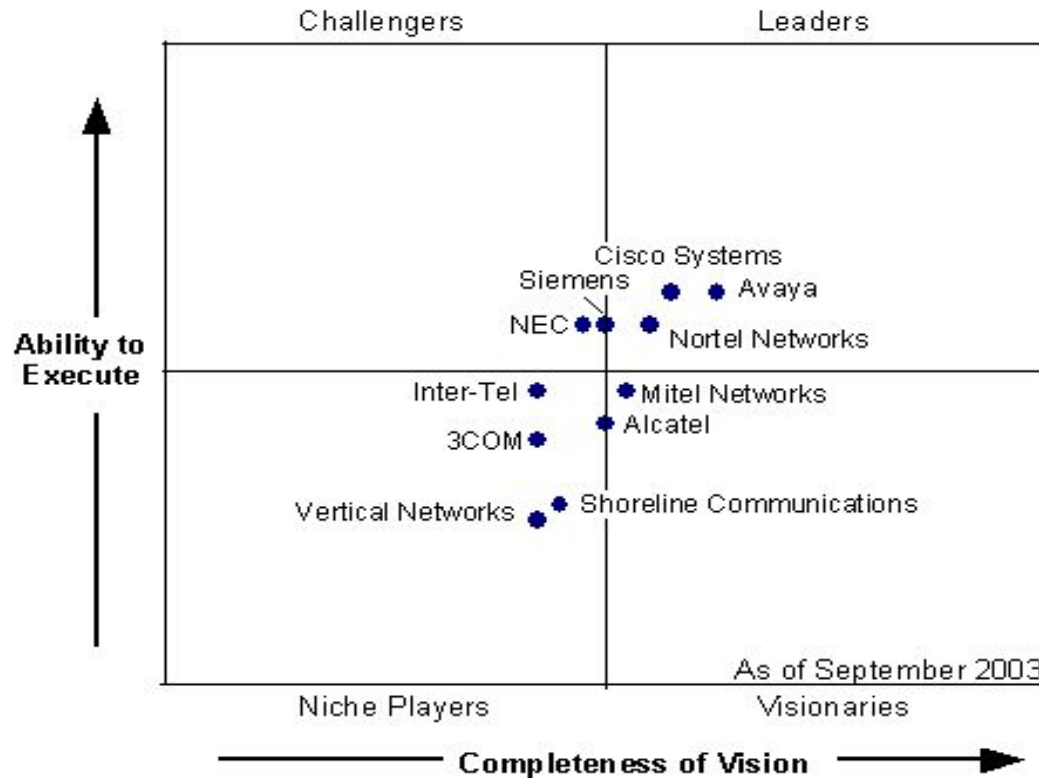 Challengers
Leaders
Cisco Systems
Siemens
Avaya
NEC
Nortel Networks
Ability to
Execute
Inter-Tel
Mitel Networks
Alcatel
3COM
Shoreline Communications
Vertical Networks
As of September 2003
Niche Players
Visionaries
Completeness of Vision